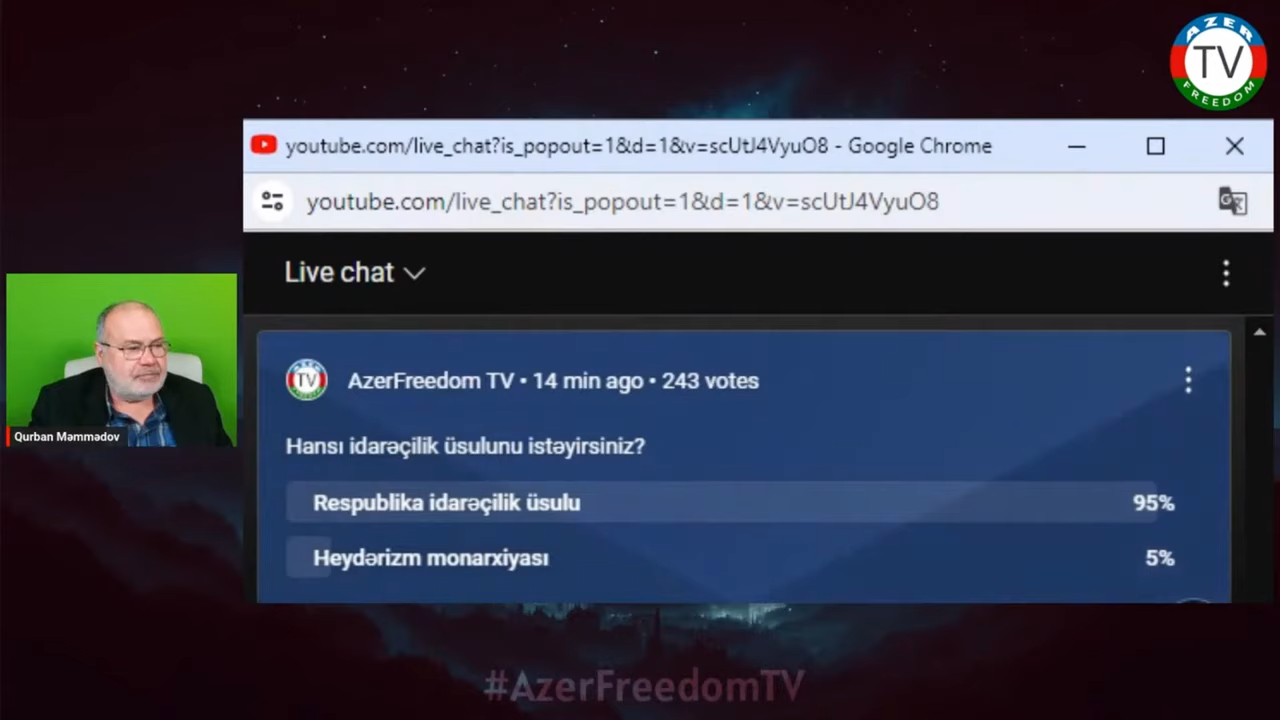 AZER
TV
FREEDOM
youtube.com/live_chat?is_popout=1&d=1&v=scUtJ4VyuO8 - Google Chrome
youtube.com/live_chat?is_popout=1&d=1&v=scUtJ4VyuO8
Live chat
AzerFreedom TV • 14 min ago • 243 votes
Hansı idarəçilik üsulunu istəyirsiniz?
Respublika idarəçilik üsulu 95%
Heydərizm monarxiyası 5%
Qurban Məmmədov
#AzerFreedomTV